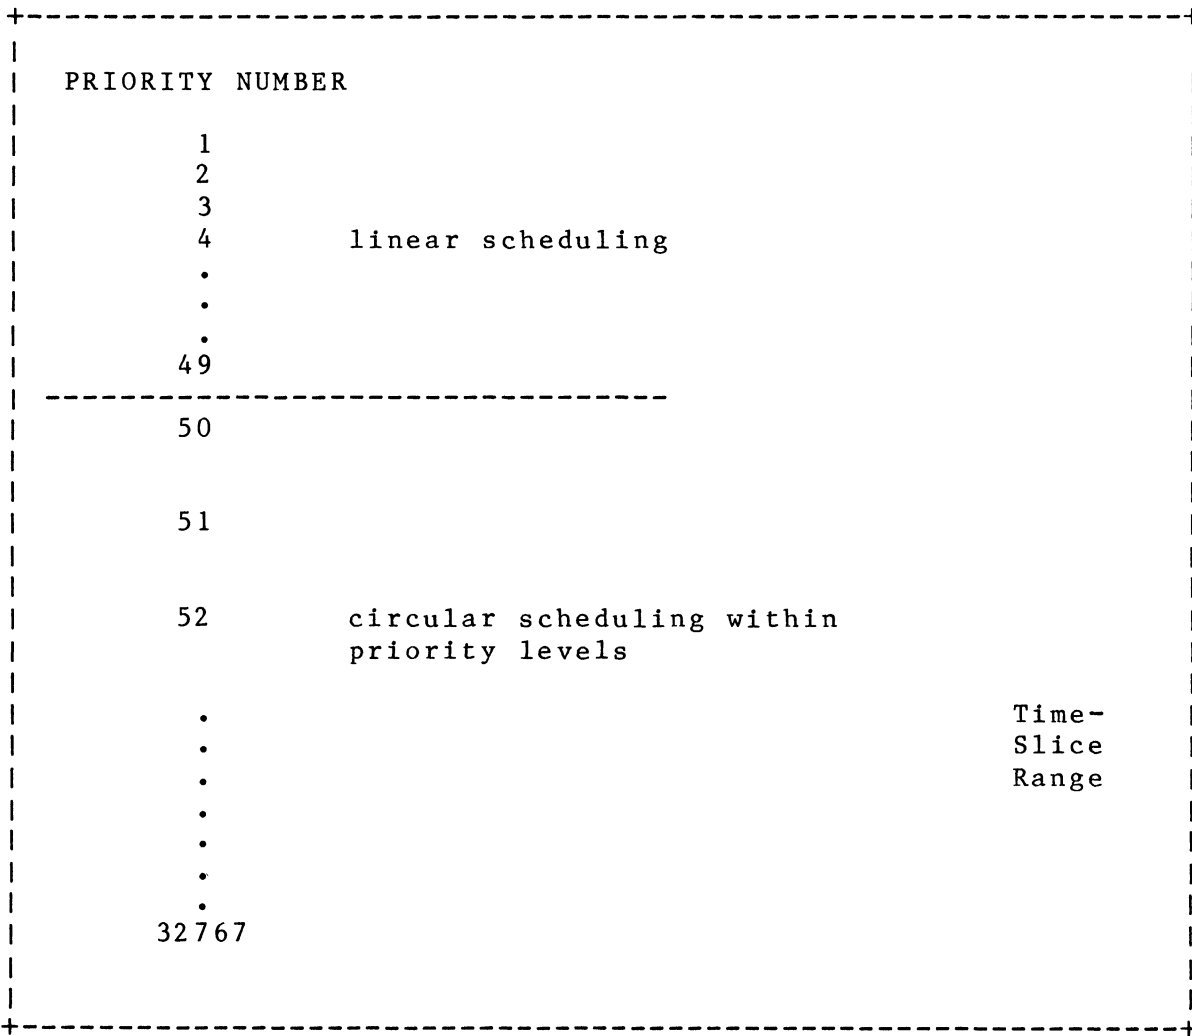 PRIORITY NUMBER
1
2
3
4 linear scheduling
.
.
.
49
50
51
52 circular scheduling within
priority levels
. Time-
. Slice
. Range
.
.
.
.
32767